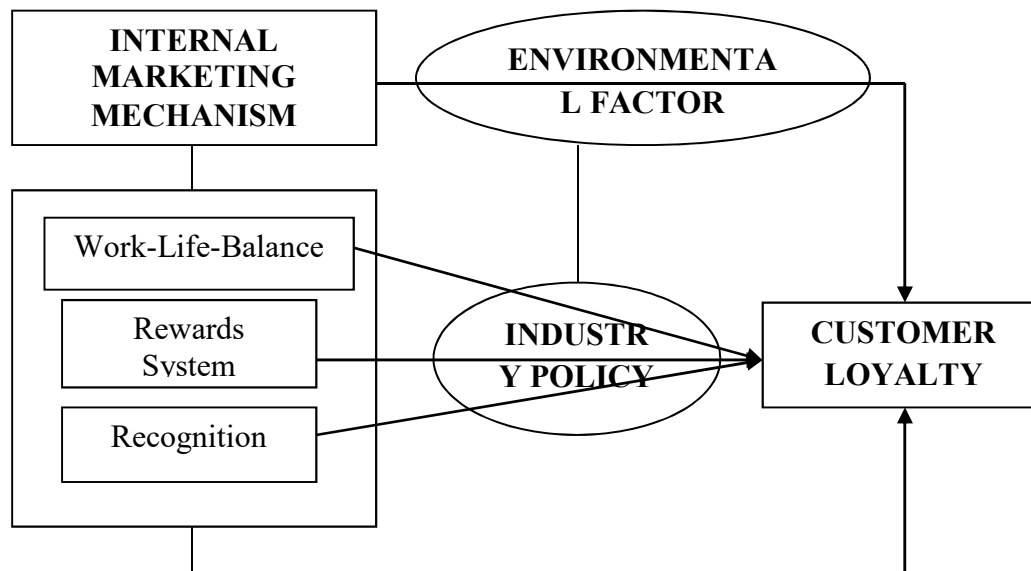 INTERNAL
MARKETING
MECHANISM
ENVIRONMENTA
L FACTOR
Work-Life-Balance
Rewards
System
Recognition
INDUSTR
Y POLICY
CUSTOMER
LOYALTY